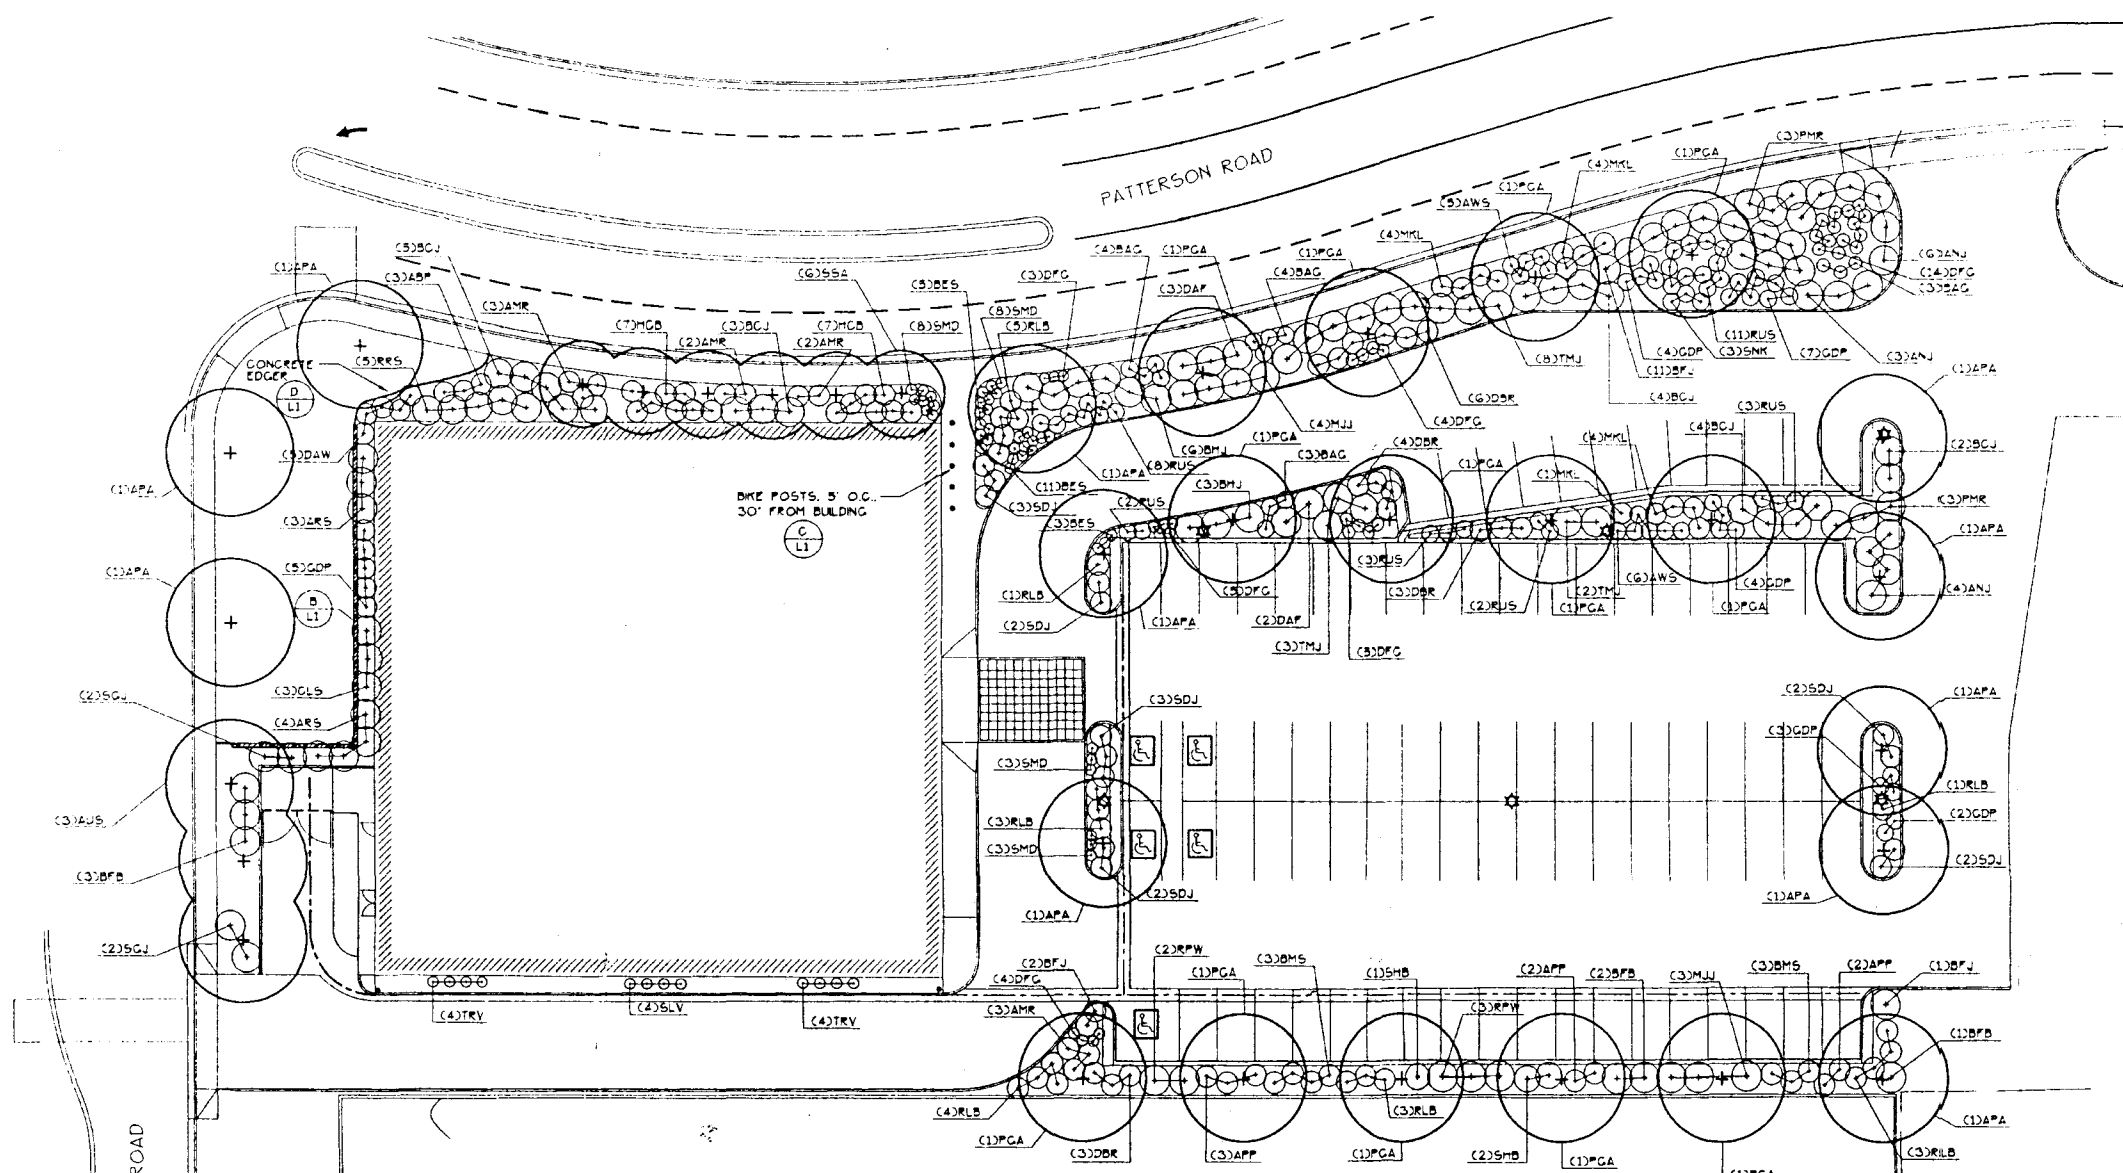 PATTERSON ROAD
(3)PMR
(1)PGA
(4)MKL
(1)PGA
(5)AWS
(5)BCJ
(4)BAG
(1)PGA
(1)PGA
(4)MKL
(6)ANJ
(14)DFG
(3)BAG
(1)APA
(3)ABP
(6)SSA
(5)BES
(3)DFG
(4)BAG
(3)DAF
(3)AMR
(7)HCB
(3)BCJ
(7)HCB
(8)SMD
(8)SMD
(5)RLB
(2)AMR
(2)AMR
(11)RUS
(4)GDP
(3)SNK
(7)GDP
(3)ANJ
(8)TMJ
(11)BFJ
(5)RRS
CONCRETE
EDGER
D
L1
(6)DBR
(4)BCJ
(1)APA
(3)RUS
(4)MJJ
(4)DFG
(5)DAW
(6)BMJ
(8)RUS
(1)PGA
(4)DBR
(3)BAG
(1)PGA
(4)MKL
(4)BCJ
(2)BCJ
(1)APA
(1)APA
(1)MKL
(11)BES
(3)BMJ
BIKE POSTS, 5' O.C.,
30" FROM BUILDING
C
L1
(3)SDJ
(2)RUS
(3)PMR
(3)ARS
(3)BES
(1)APA
(1)APA
(5)GDP
(3)RUS
(6)AWS
(4)GDP
(5)DFG
(3)DBR
(2)TMJ
(4)ANJ
B
L1
(1)RLB
(2)RUS
(1)PGA
(1)PGA
(2)SDJ
(1)APA
(2)DAF
(3)TMJ
(5)DFG
(3)GLS
(2)SGJ
(4)ARS
(3)SDJ
(2)SDJ
(1)APA
(3)GDP
(3)SMD
(1)RLB
(3)AUS
(3)RLB
(2)GDP
(3)SMD
(2)SDJ
(3)BFB
(2)SDJ
(1)APA
(1)APA
(2)SGJ
(2)RPW
(2)BFJ
(4)DFG
(1)PGA
(3)BMS
(1)SHB
(2)APP
(2)BFB
(3)MJJ
(3)BMS
(2)APP
(1)BFJ
(4)TRV
(4)SLV
(4)TRV
(3)AMR
(3)RPW
(1)BFB
(4)RLB
(3)RLB
(1)APA
(1)PGA
(3)DBR
(3)APP
(1)PGA
(2)SHB
(1)PGA
(3)RLB
(1)PGA
ROAD